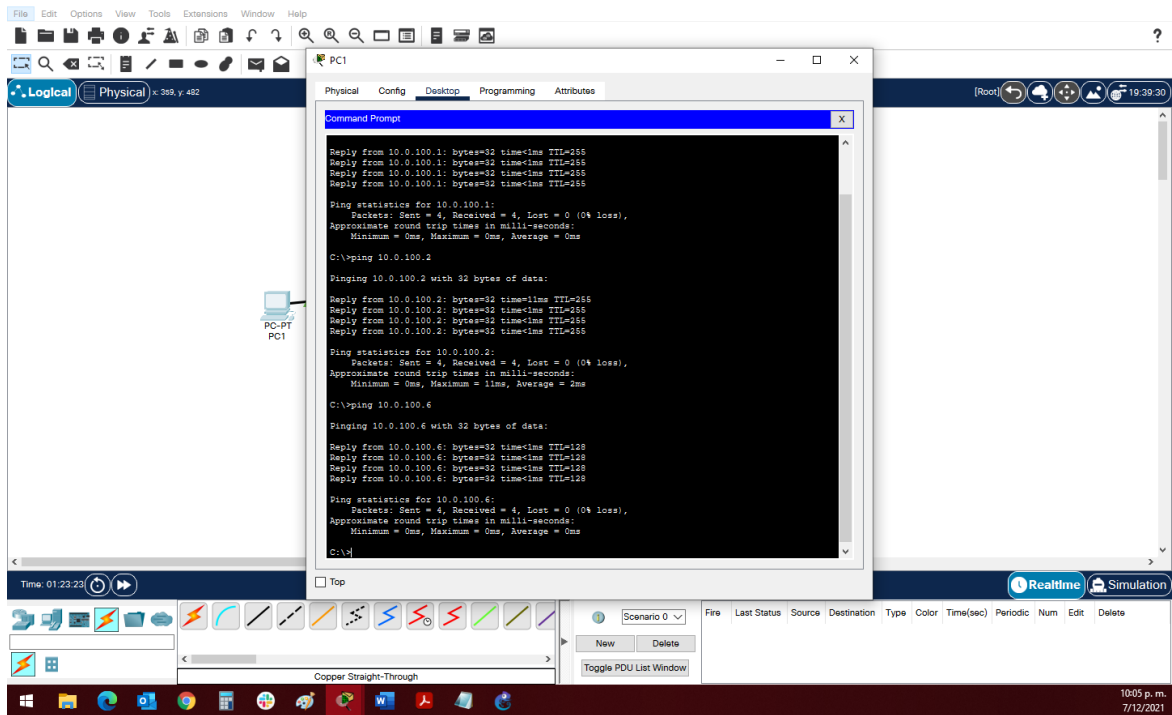 File Edit Options View Tools Extensions Window Help
?
PC1
Logical Physical x: 359, y: 482
[Root] 19:39:30
Physical Config Desktop Programming Attributes
Command Prompt X
Reply from 10.0.100.1: bytes=32 time<1ms TTL=255
Reply from 10.0.100.1: bytes=32 time<1ms TTL=255
Reply from 10.0.100.1: bytes=32 time<1ms TTL=255
Reply from 10.0.100.1: bytes=32 time<1ms TTL=255
Ping statistics for 10.0.100.1:
Packets: Sent = 4, Received = 4, Lost = 0 (0% loss),
Approximate round trip times in milli-seconds:
Minimum = 0ms, Maximum = 0ms, Average = 0ms
C:\>ping 10.0.100.2
Pinging 10.0.100.2 with 32 bytes of data:
Reply from 10.0.100.2: bytes=32 time=11ms TTL=255
Reply from 10.0.100.2: bytes=32 time<1ms TTL=255
Reply from 10.0.100.2: bytes=32 time<1ms TTL=255
Reply from 10.0.100.2: bytes=32 time<1ms TTL=255
Ping statistics for 10.0.100.2:
Packets: Sent = 4, Received = 4, Lost = 0 (0% loss),
Approximate round trip times in milli-seconds:
Minimum = 0ms, Maximum = 11ms, Average = 2ms
C:\>ping 10.0.100.6
Pinging 10.0.100.6 with 32 bytes of data:
Reply from 10.0.100.6: bytes=32 time<1ms TTL=128
Reply from 10.0.100.6: bytes=32 time<1ms TTL=128
Reply from 10.0.100.6: bytes=32 time<1ms TTL=128
Reply from 10.0.100.6: bytes=32 time<1ms TTL=128
Ping statistics for 10.0.100.6:
Packets: Sent = 4, Received = 4, Lost = 0 (0% loss),
Approximate round trip times in milli-seconds:
Minimum = 0ms, Maximum = 0ms, Average = 0ms
C:\>
PC-PT
PC1
Top
Time: 01:23:23
Realtime Simulation
Scenario 0
Fire Last Status Source Destination Type Color Time(sec) Periodic Num Edit Delete
New Delete
Toggle PDU List Window
Copper Straight-Through
10:05 p. m.
7/12/2021